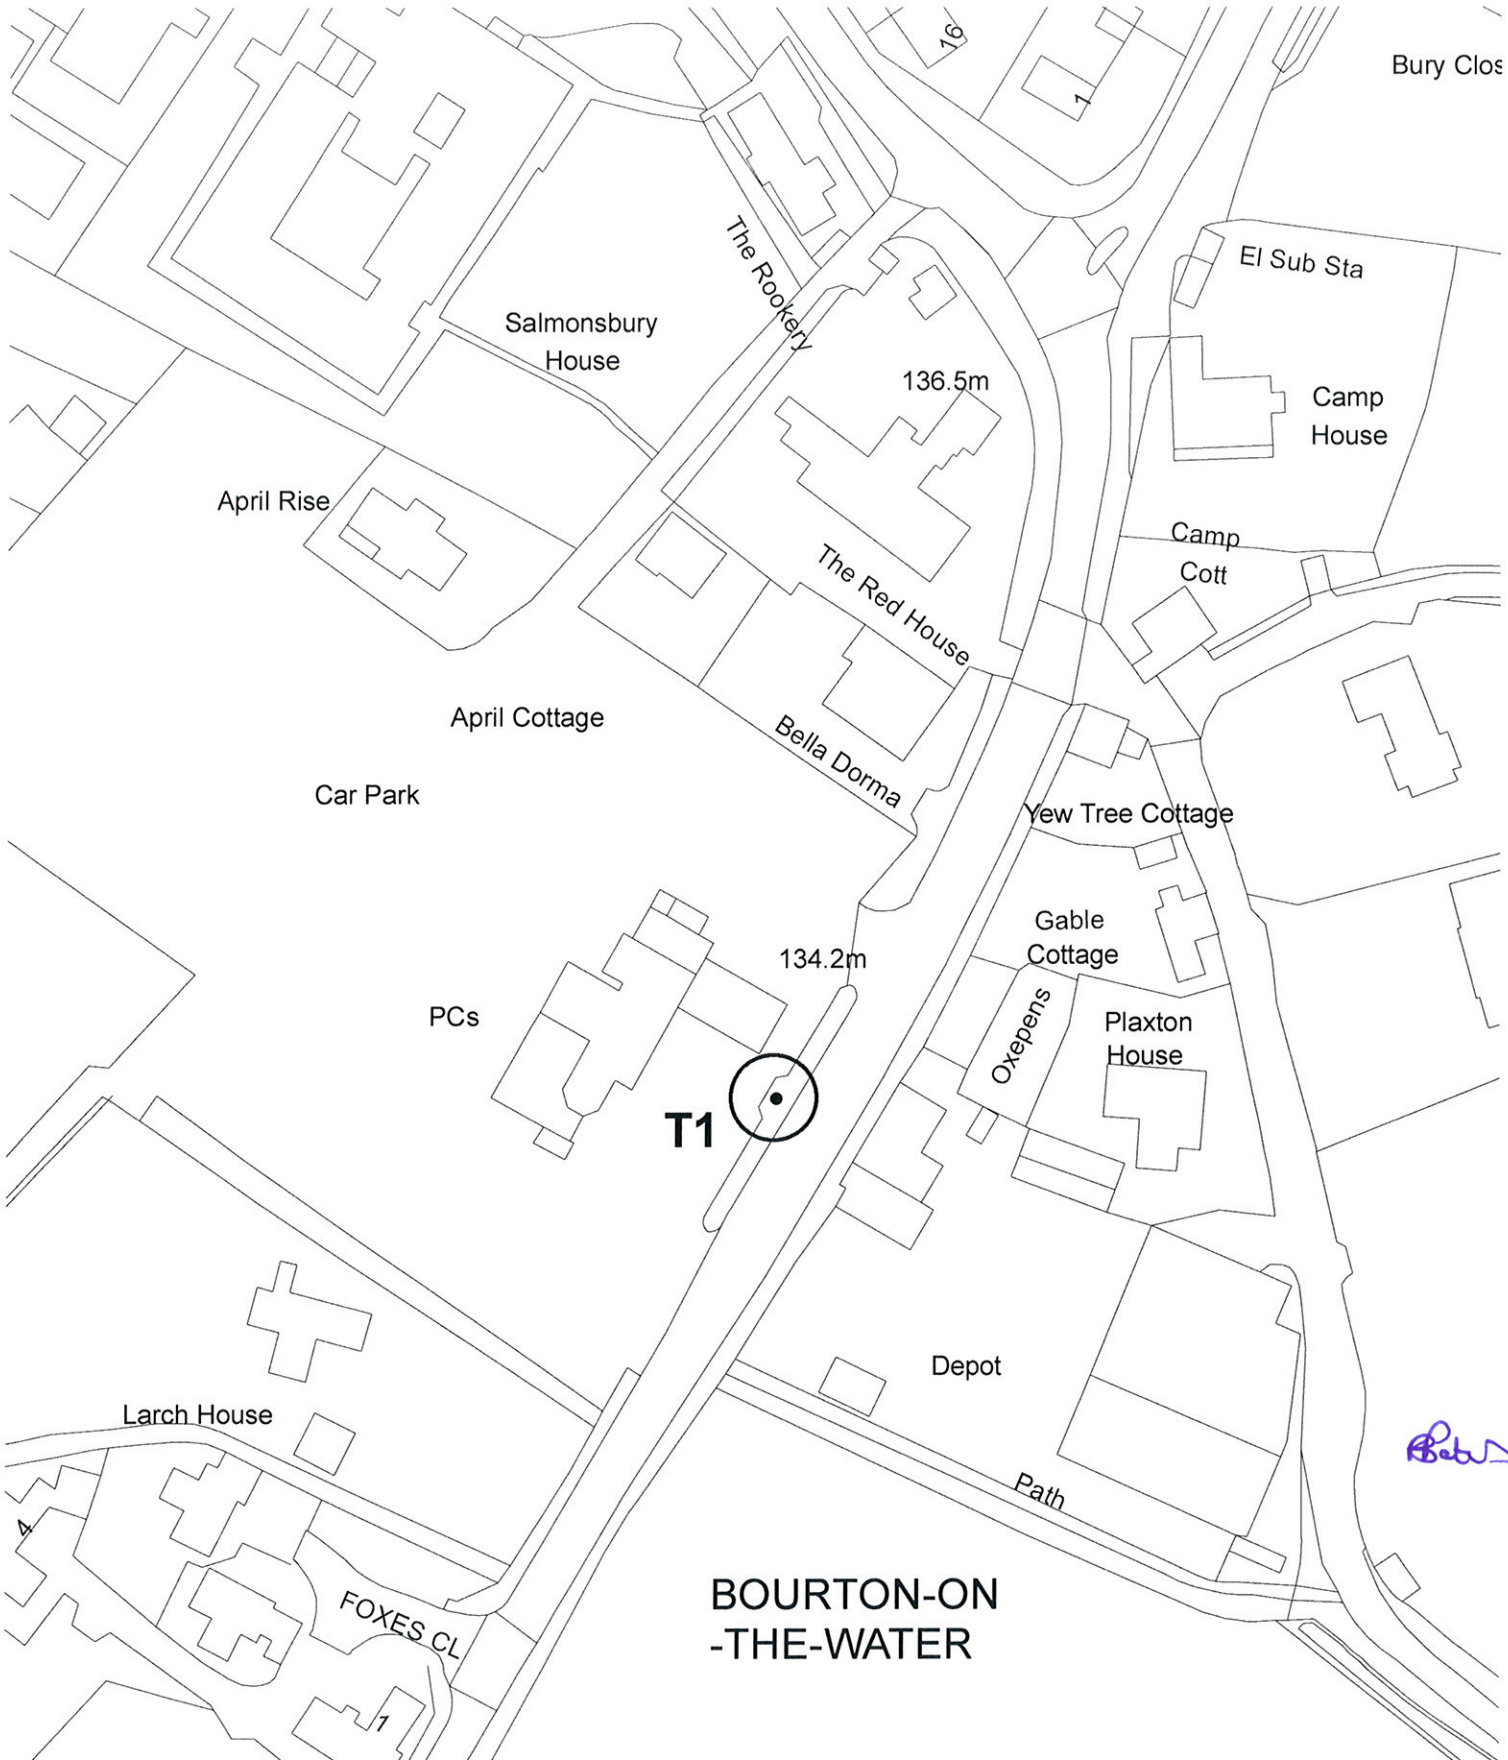 16
1
Bury Clos
The Rookery
El Sub Sta
Salmonsbury
House
136.5m
Camp
House
April Rise
Camp
Cott
The Red House
April Cottage
Bella Dorma
Car Park
Yew Tree Cottage
Gable
Cottage
134.2m
PCs
Oxepens
Plaxton
House
T1
Depot
Larch House
Path
4
FOXES CL
BOURTON-ON
-THE-WATER
1